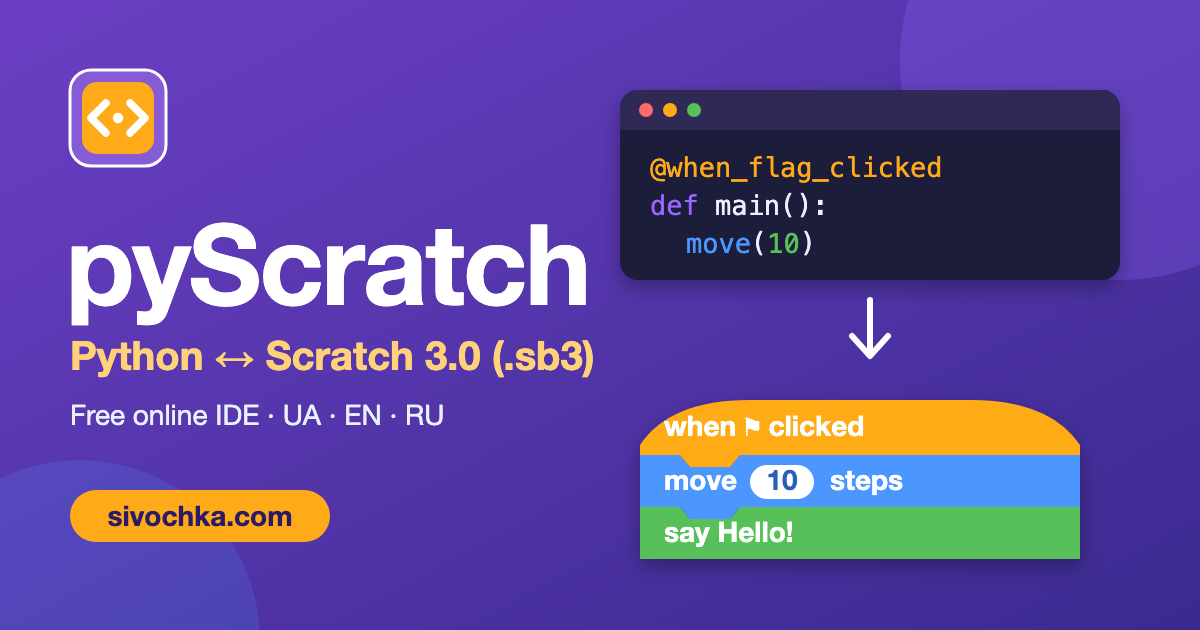 pyScratch
Python ↔ Scratch 3.0 (.sb3)
Free online IDE · UA · EN · RU
sivochka.com
@when_flag_clicked
def main():
  move(10)
when ⚑ clicked
move 10 steps
say Hello!